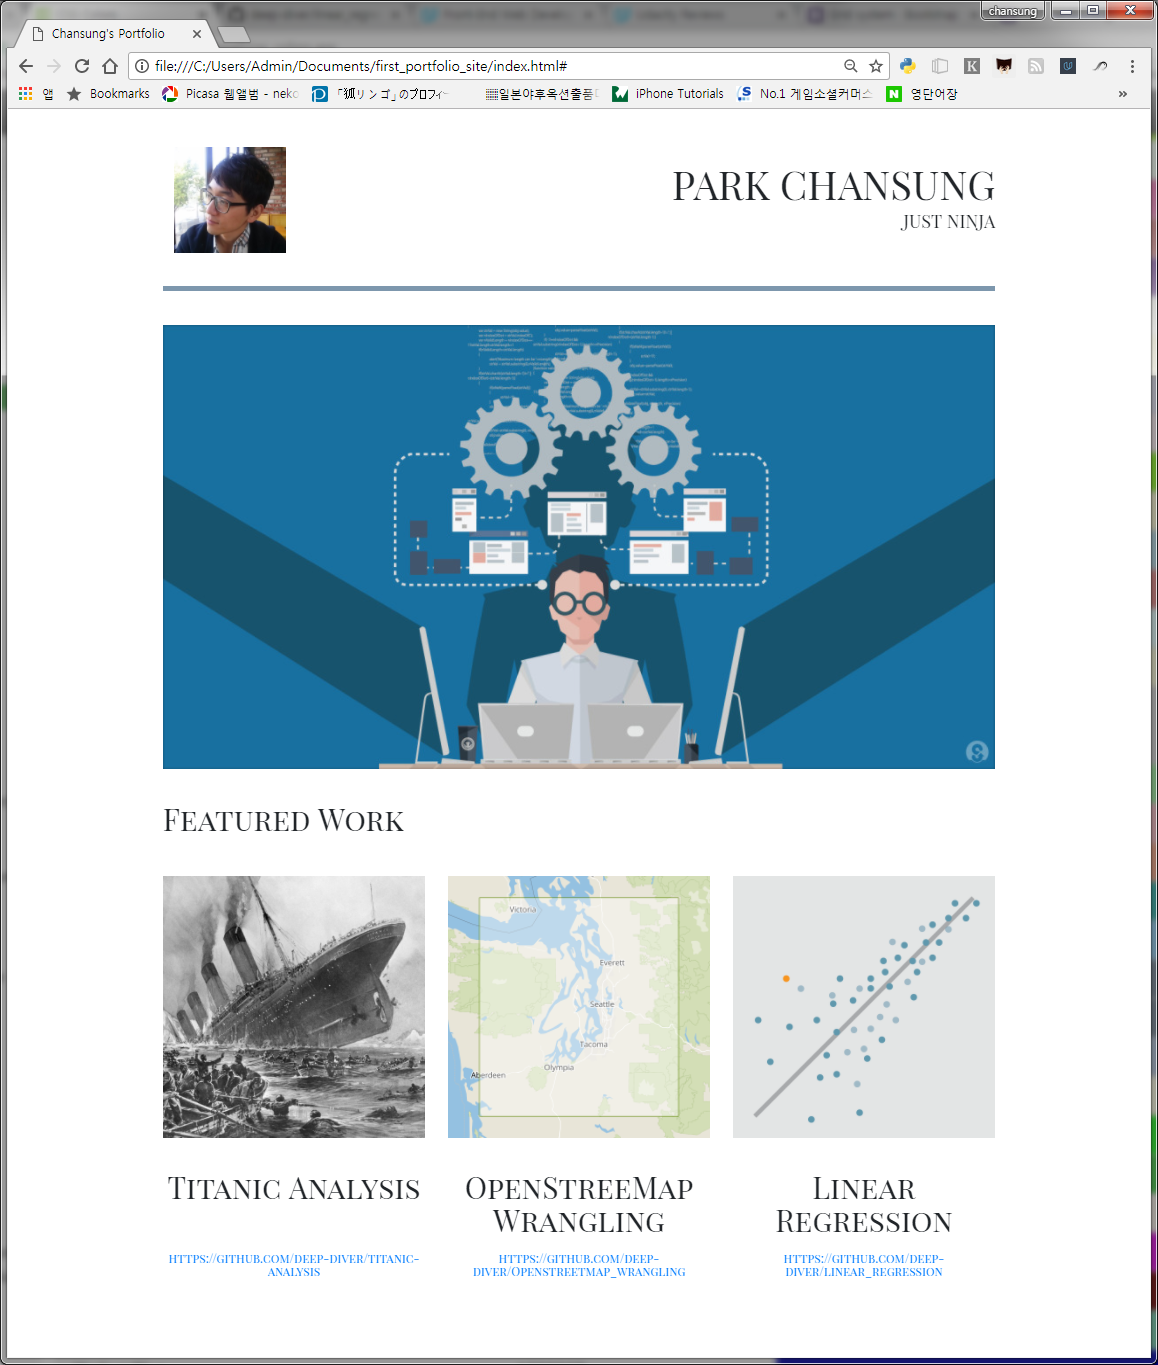 chansung
Chansung's Portfolio
file:///C:/Users/Admin/Documents/first_portfolio_site/index.html#
앱 Bookmarks Picasa 웹앨범 - neko 「狐リンゴ」のプロフィー 일본야후옥션출품대 iPhone Tutorials No.1 게임소셜커머스 영단어장 »
PARK CHANSUNG
JUST NINJA
Featured Work
Victoria
Everett
Seattle
Tacoma
Olympia
Aberdeen
Titanic Analysis
https://github.com/deep-diver/titanic-
analysis
OpenStreeMap
Wrangling
https://github.com/deep-
diver/Openstreetmap_wrangling
Linear
Regression
https://github.com/deep-
diver/linear_regression